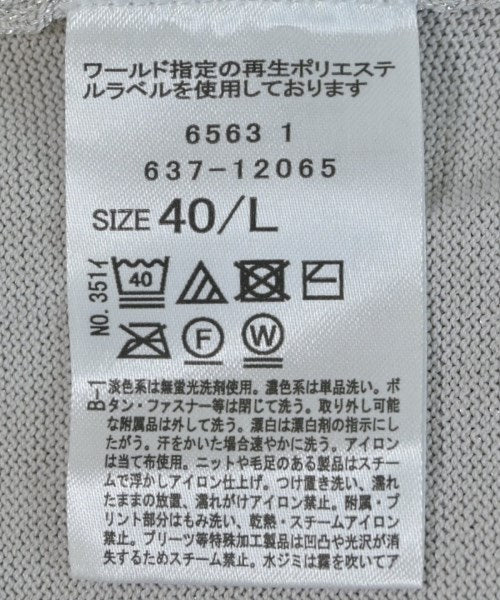 ワールド指定の再生ポリエステ
ルラベルを使用しております
6563 1
637-12065
SIZE 40/L
NO. 351イ
40
F W
B-1
淡色系は無蛍光洗剤使用。濃色系は単品洗い。ボ
タン・ファスナー等は閉じて洗う。取り外し可能
な附属品は外して洗う。漂白は漂白剤の指示にし
たがう。汗をかいた場合速やかに洗う。アイロン
は当て布使用。ニットや毛足のある製品はスチー
ムで浮かしアイロン仕上げ。つけ置き洗い、濡れ
たままの放置、濡れがけアイロン禁止。附属・プ
リント部分はもみ洗い、乾熱・スチームアイロン
禁止。プリーツ等特殊加工製品は凹凸や光沢が消
失するためスチーム禁止。水ジミは霧を吹いてア